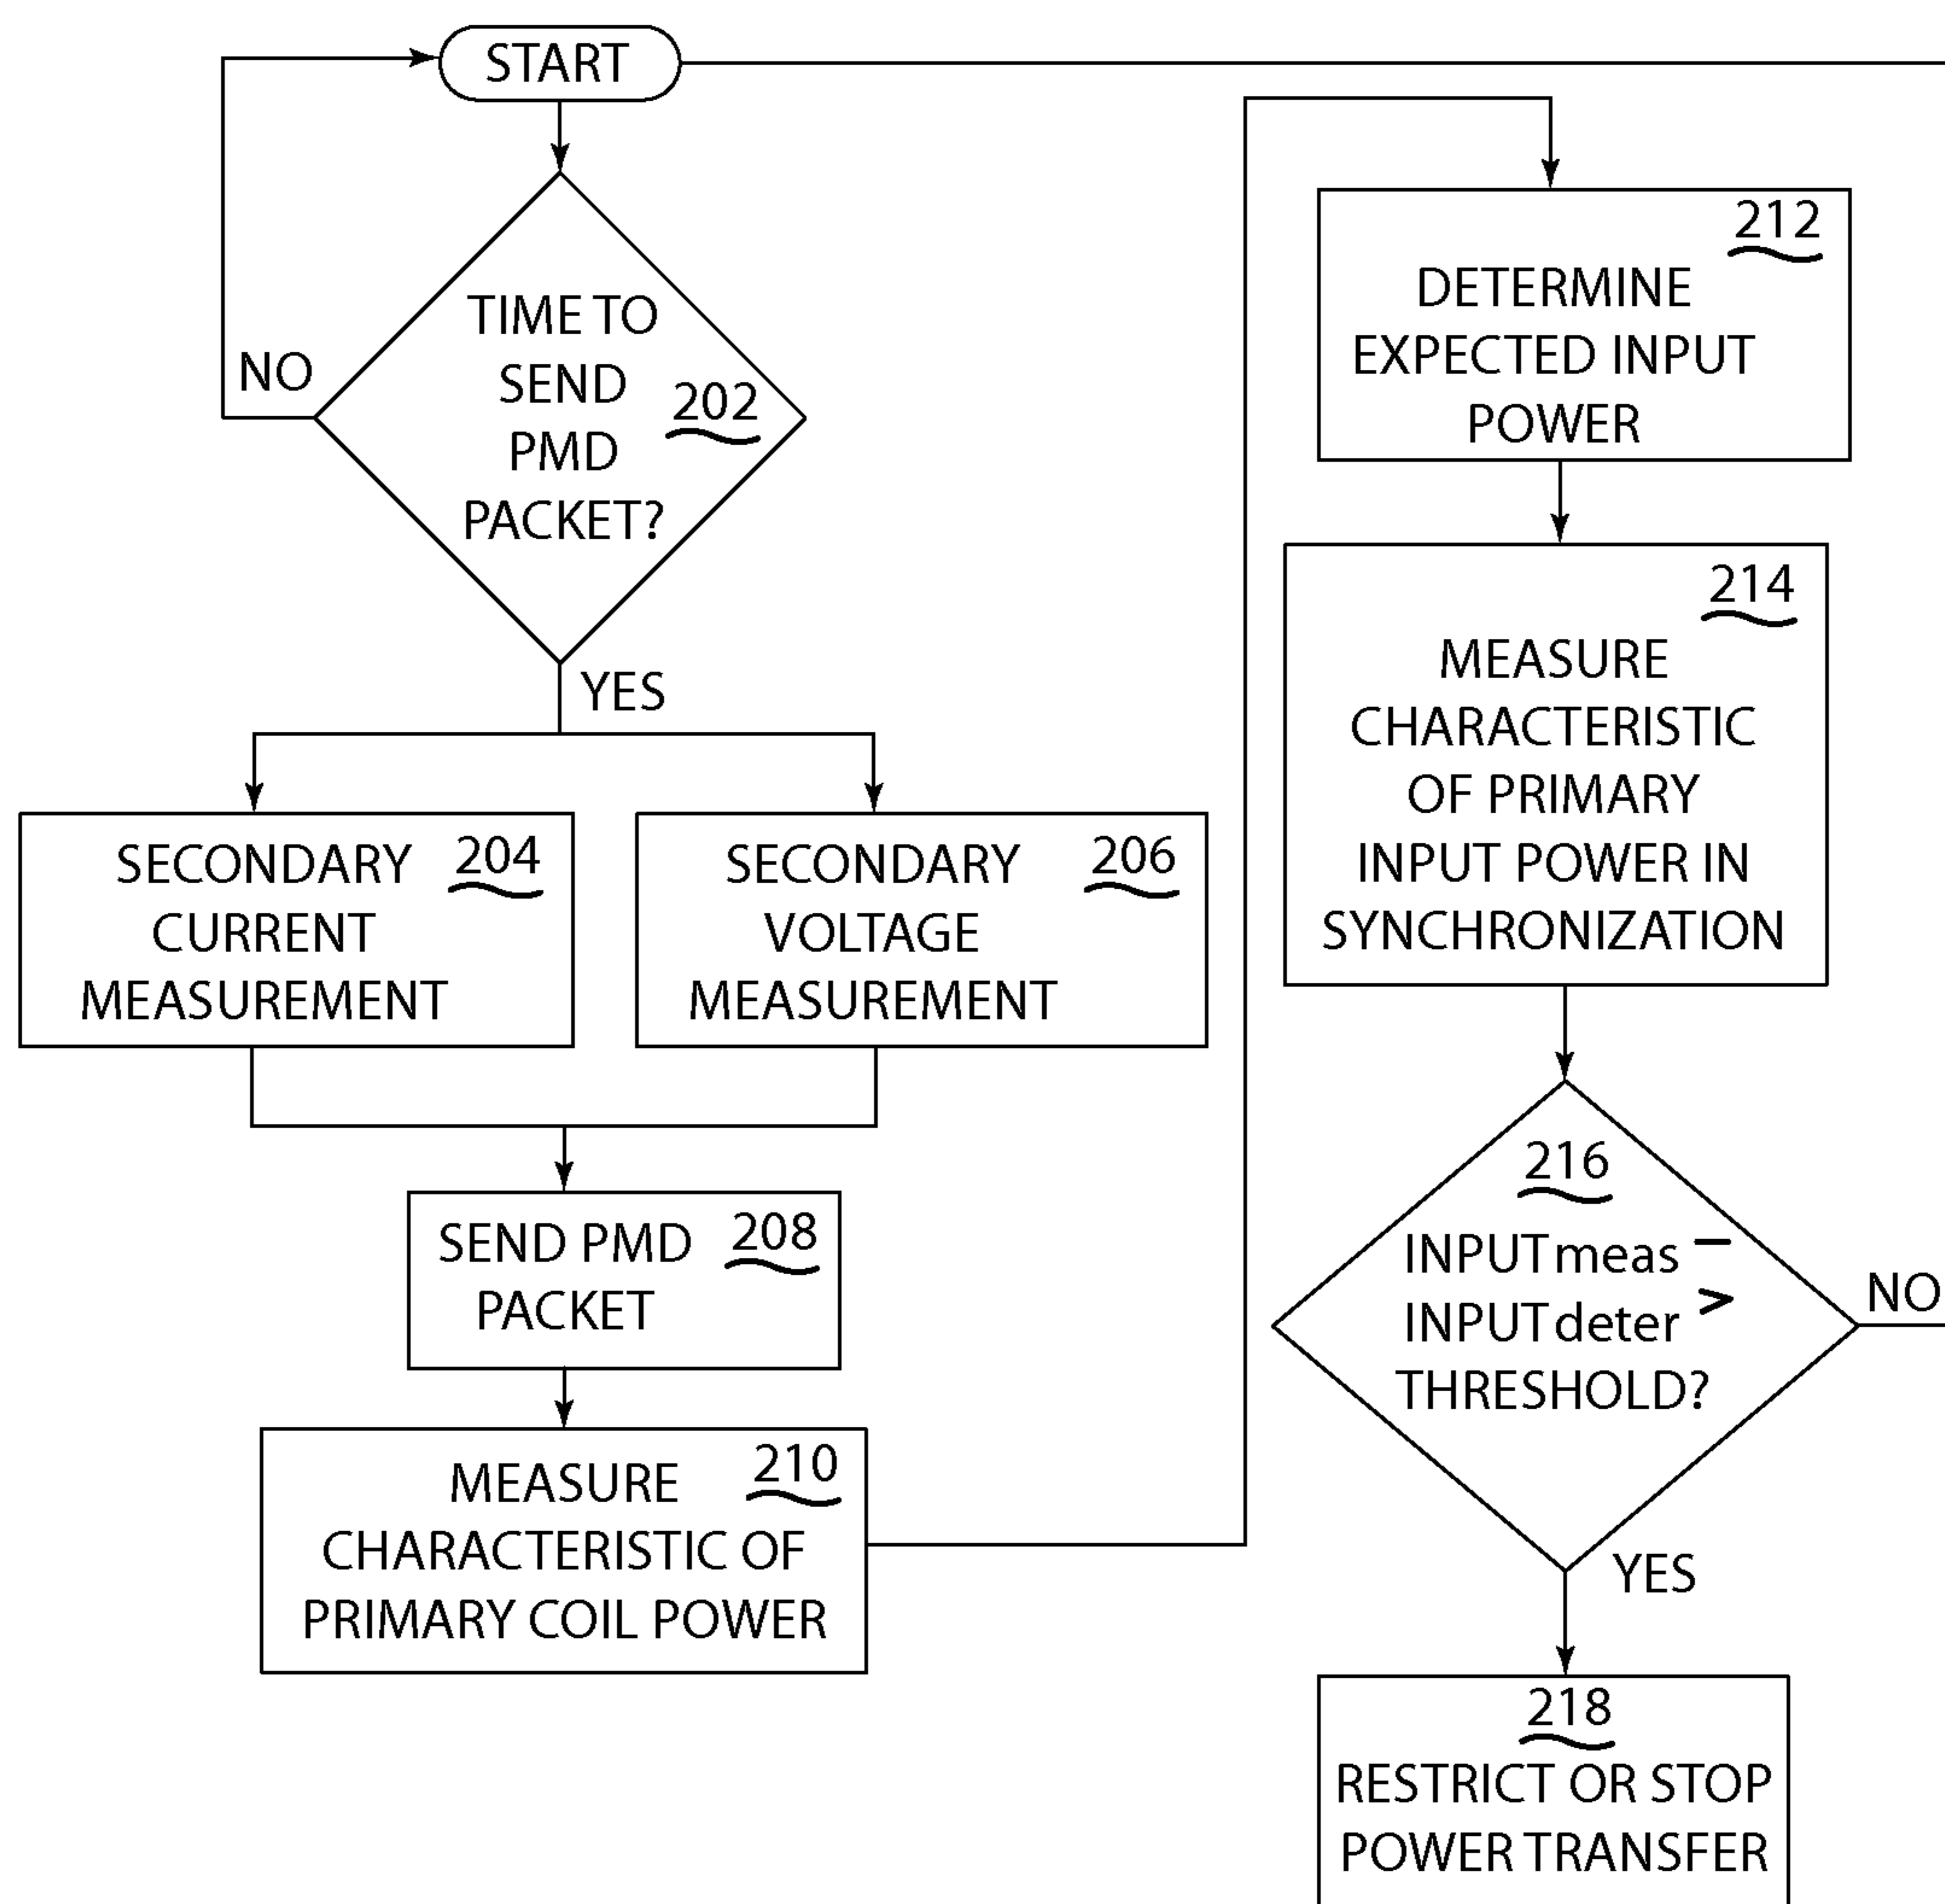 START
TIME TO
SEND
PMD
PACKET?
202
NO
YES
SECONDARY
CURRENT
MEASUREMENT
204
SECONDARY
VOLTAGE
MEASUREMENT
206
SEND PMD
PACKET
208
210
MEASURE
CHARACTERISTIC OF
PRIMARY COIL POWER
212
DETERMINE
EXPECTED INPUT
POWER
214
MEASURE
CHARACTERISTIC
OF PRIMARY
INPUT POWER IN
SYNCHRONIZATION
216
INPUTmeas –
INPUTdeter >
THRESHOLD?
NO
YES
218
RESTRICT OR STOP
POWER TRANSFER